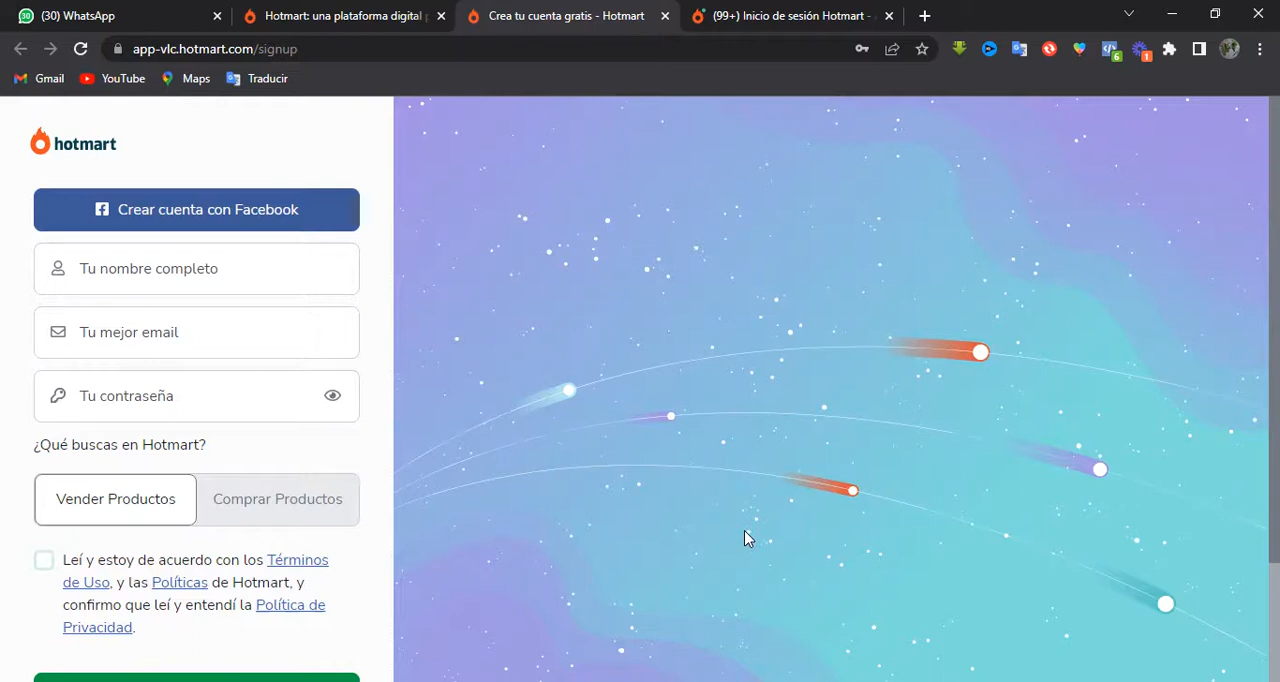 (30) WhatsApp
Hotmart: una plataforma digital p
Crea tu cuenta gratis - Hotmart
(99+) Inicio de sesión Hotmart -
app-vlc.hotmart.com/signup
6
1
Gmail
YouTube
Maps
Traducir
hotmart
Crear cuenta con Facebook
Tu nombre completo
Tu mejor email
Tu contraseña
¿Qué buscas en Hotmart?
Vender Productos
Comprar Productos
Leí y estoy de acuerdo con los Términos
de Uso, y las Políticas de Hotmart, y
confirmo que leí y entendí la Política de
Privacidad.